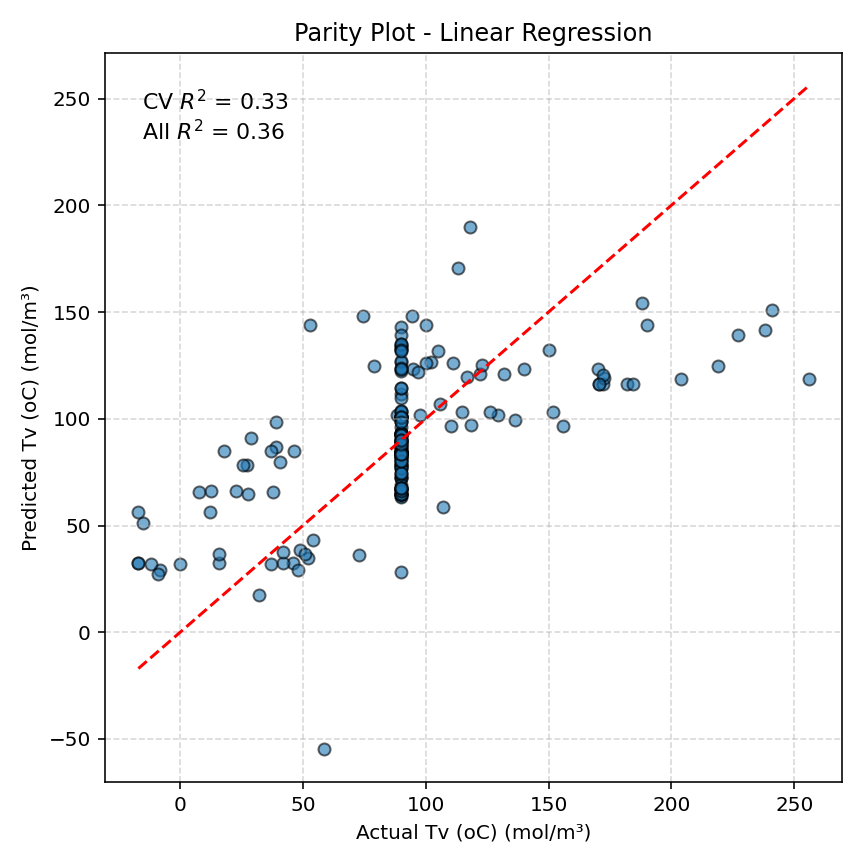 Parity Plot - Linear Regression
CV R² = 0.33
All R² = 0.36
250
200
150
100
50
0
−50
Predicted Tv (oC) (mol/m³)
0 50 100 150 200 250
Actual Tv (oC) (mol/m³)